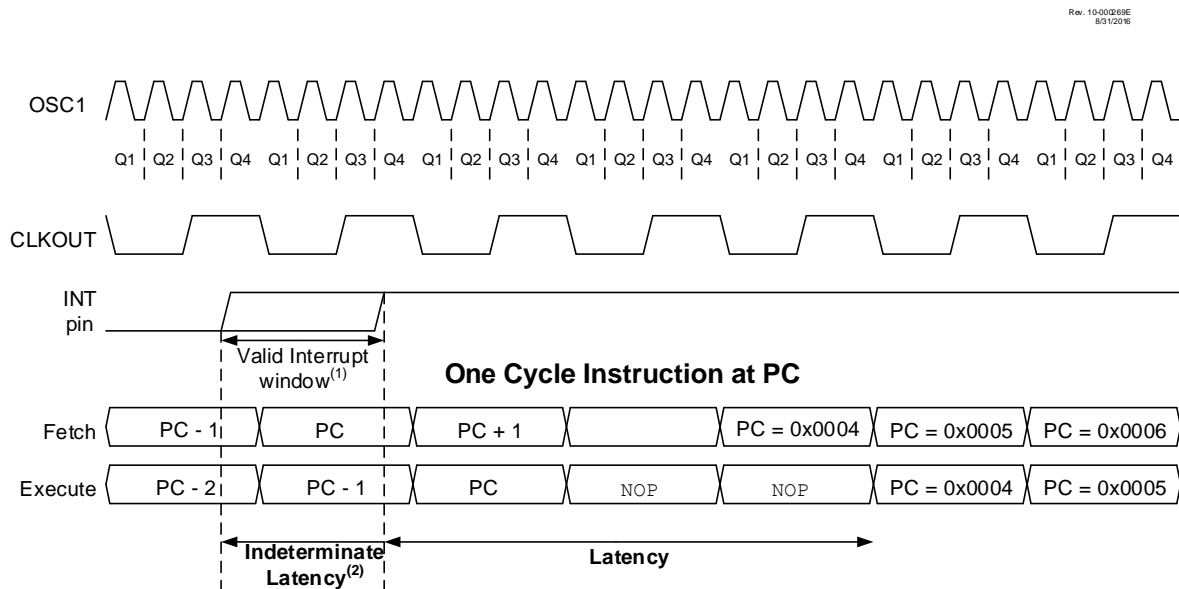 Rev. 10-000269E
8/31/2016
OSC1
Q1 Q2 Q3 Q4 Q1 Q2 Q3 Q4 Q1 Q2 Q3 Q4 Q1 Q2 Q3 Q4 Q1 Q2 Q3 Q4 Q1 Q2 Q3 Q4 Q1 Q2 Q3 Q4
CLKOUT
INT
pin
Valid Interrupt
window(1)
One Cycle Instruction at PC
Fetch PC - 1 PC PC + 1 PC = 0x0004 PC = 0x0005 PC = 0x0006
Execute PC - 2 PC - 1 PC NOP NOP PC = 0x0004 PC = 0x0005
Indeterminate
Latency(2)
Latency